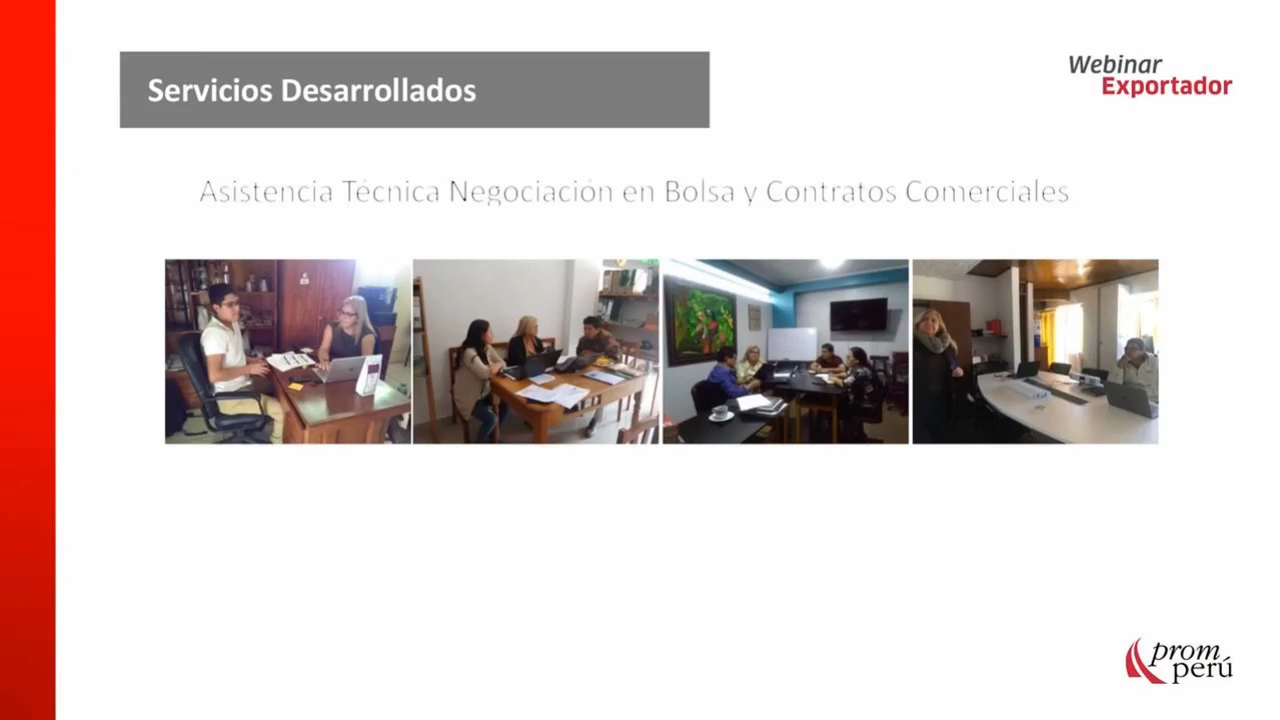 Servicios Desarrollados
Webinar
Exportador
Asistencia Técnica Negociación en Bolsa y Contratos Comerciales
prom
perú